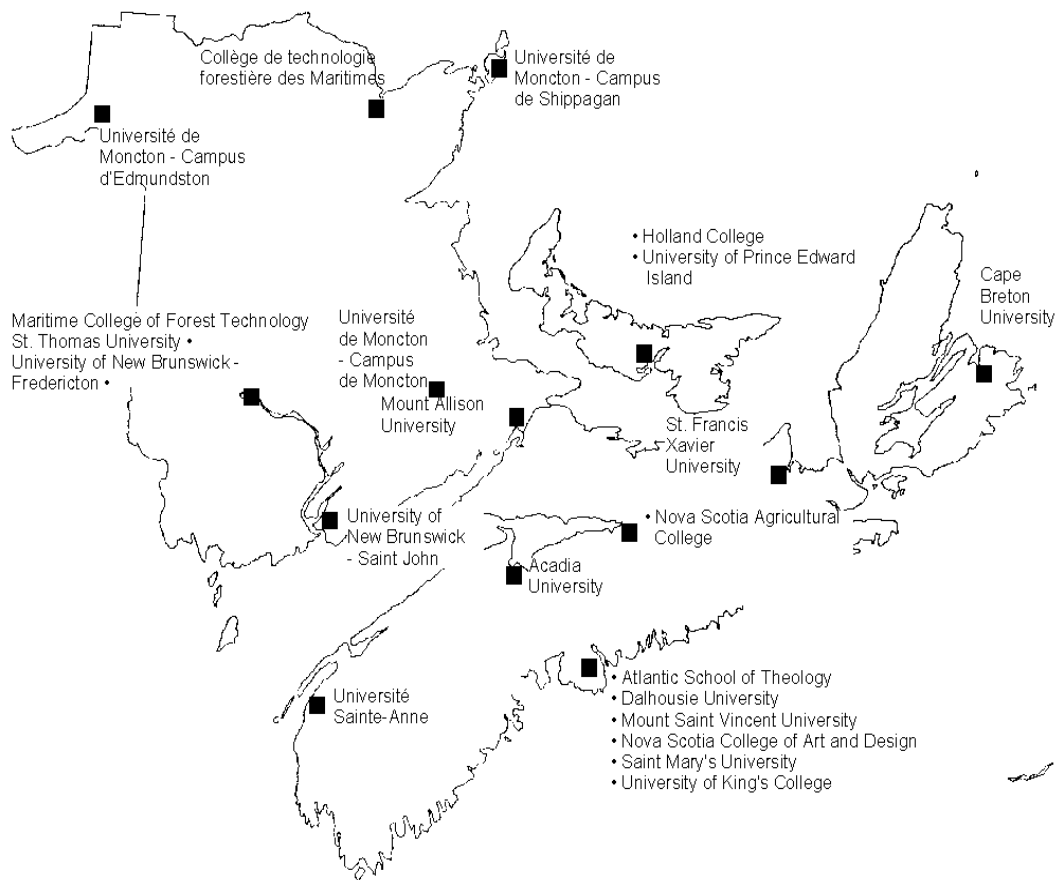 Collège de technologie
forestière des Maritimes
Université de
Moncton - Campus
de Shippagan
Université de
Moncton - Campus
d'Edmundston
• Holland College
• University of Prince Edward
Island
Cape
Breton
University
Maritime College of Forest Technology
St. Thomas University •
University of New Brunswick -
Fredericton •
Université
de Moncton
- Campus
de Moncton
Mount Allison
University
St. Francis
Xavier
University
University of
New Brunswick
- Saint John
• Nova Scotia Agricultural
College
Acadia
University
Université
Sainte-Anne
• Atlantic School of Theology
• Dalhousie University
• Mount Saint Vincent University
• Nova Scotia College of Art and Design
• Saint Mary's University
• University of King's College